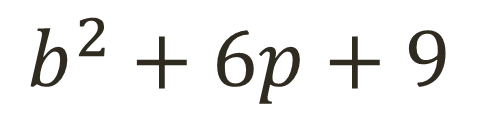 b² + 6p + 9